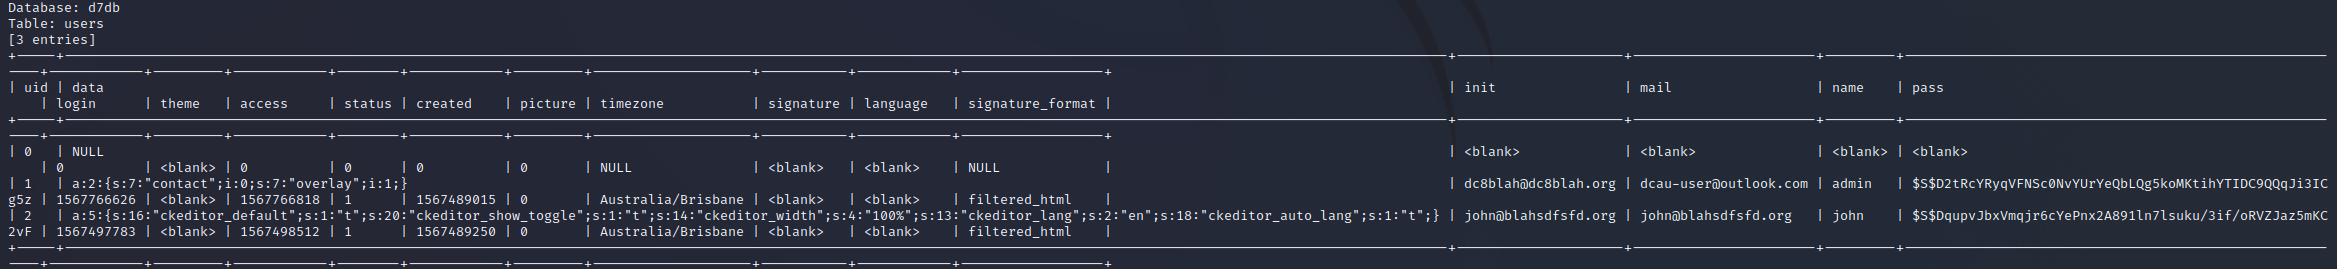 Database: d7db
Table: users
[3 entries]
| uid | data | init | mail | name | pass
| login | theme | access | status | created | picture | timezone | signature | language | signature_format |
| 0 | NULL | <blank> | <blank> | <blank> | <blank>
| 0 | <blank> | 0 | 0 | 0 | 0 | NULL | <blank> | <blank> | NULL |
| 1 | a:2:{s:7:"contact";i:0;s:7:"overlay";i:1;} | dc8blah@dc8blah.org | dcau-user@outlook.com | admin | $S$D2tRcYRyqVFNSc0NvYUrYeQbLQg5koMKtihYTIDC9QQqJi3IC
g5z | 1567766626 | <blank> | 1567766818 | 1 | 1567489015 | 0 | Australia/Brisbane | <blank> | <blank> | filtered_html |
| 2 | a:5:{s:16:"ckeditor_default";s:1:"t";s:20:"ckeditor_show_toggle";s:1:"t";s:14:"ckeditor_width";s:4:"100%";s:13:"ckeditor_lang";s:2:"en";s:18:"ckeditor_auto_lang";s:1:"t";} | john@blahsdfsfd.org | john@blahsdfsfd.org | john | $S$DqupvJbxVmqjr6cYePnx2A891ln7lsuku/3if/oRVZJaz5mKC
2vF | 1567497783 | <blank> | 1567498512 | 1 | 1567489250 | 0 | Australia/Brisbane | <blank> | <blank> | filtered_html |